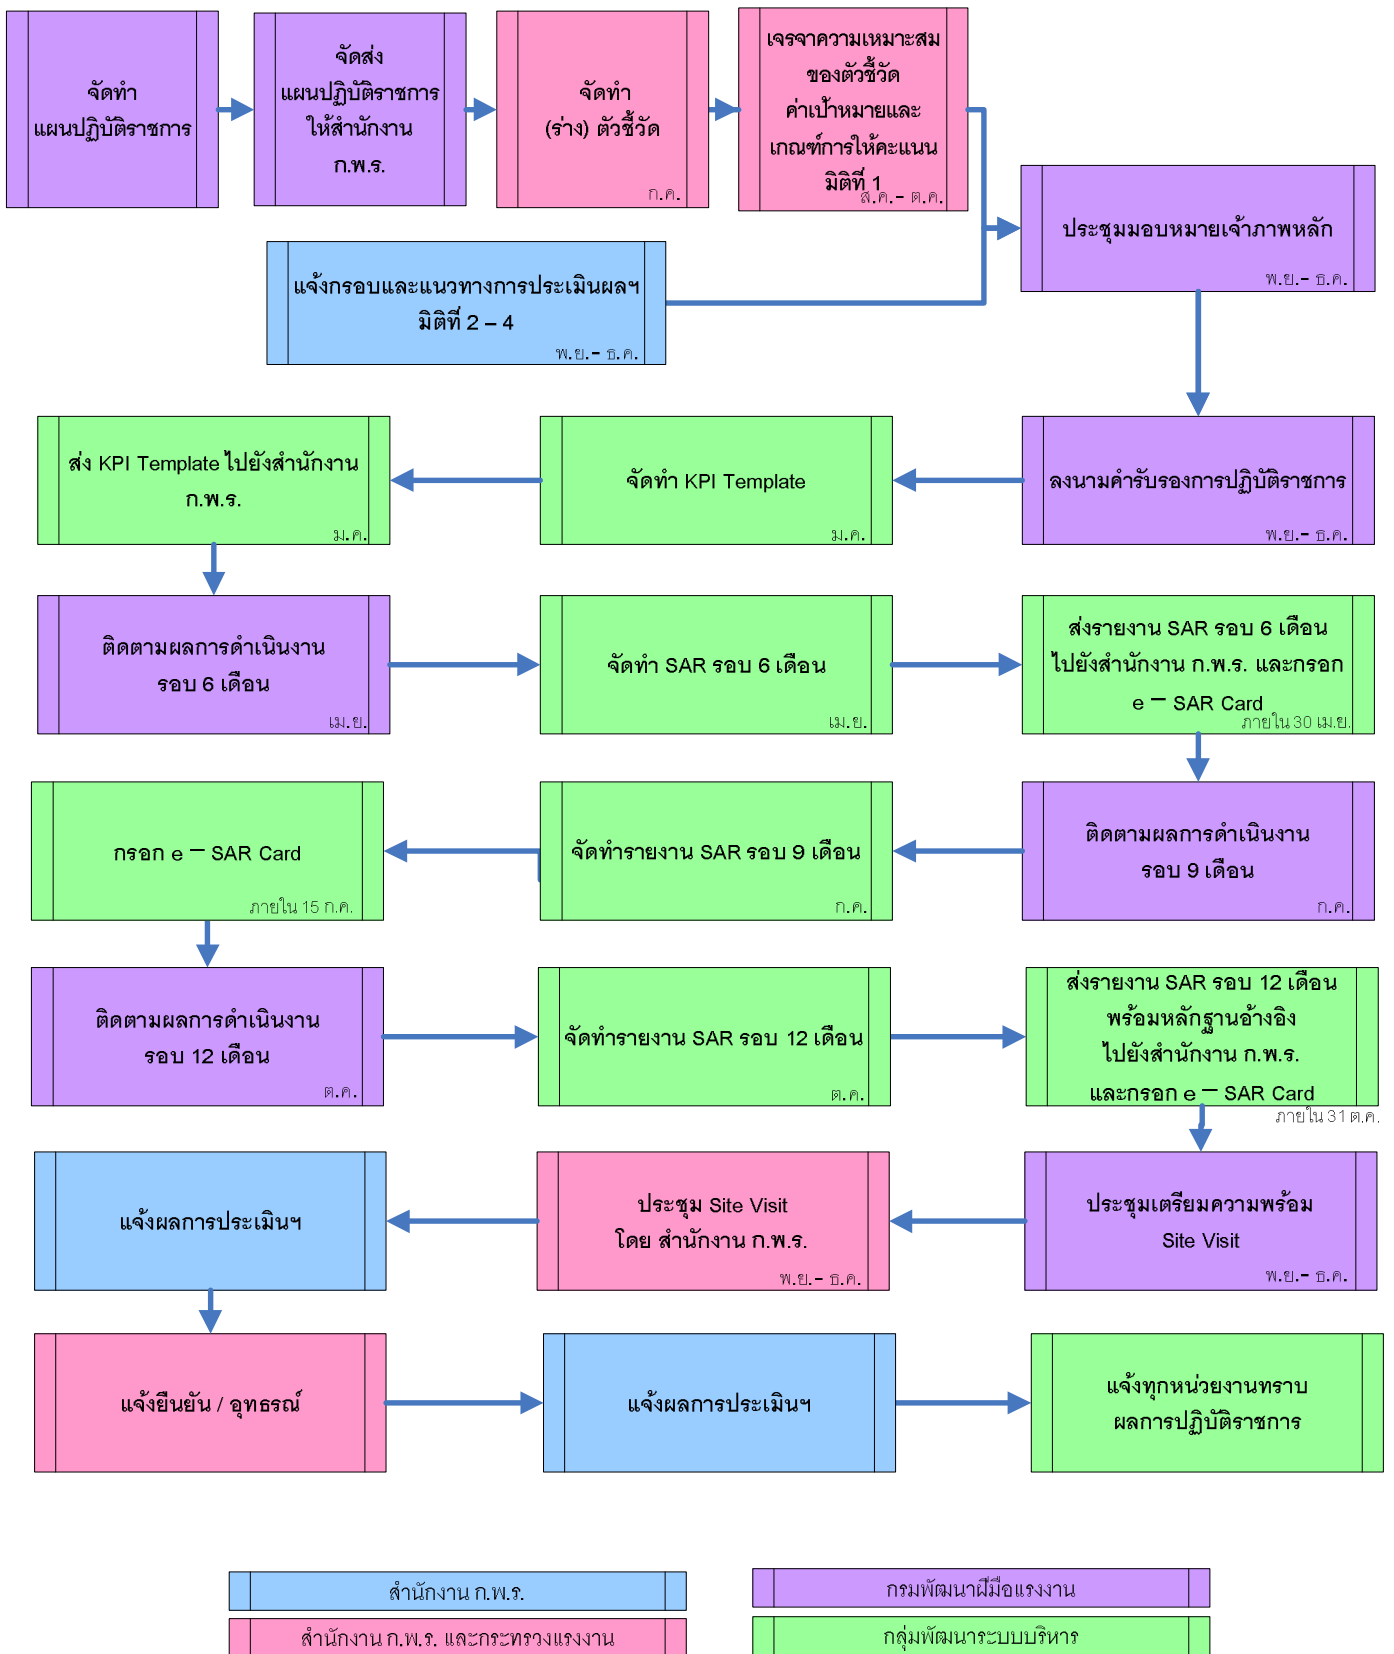 จัดทำ
แผนปฏิบัติราชการ
จัดส่ง
แผนปฏิบัติราชการ
ให้สำนักงาน
ก.พ.ร.
จัดทำ
(ร่าง) ตัวชี้วัด
ก.ค.
เจรจาความเหมาะสม
ของตัวชี้วัด
ค่าเป้าหมายและ
เกณฑ์การให้คะแนน
มิติที่ 1
ส.ค.- ต.ค.
ประชุมมอบหมายเจ้าภาพหลัก
พ.ย.- ธ.ค.
แจ้งกรอบและแนวทางการประเมินผลฯ
มิติที่ 2 – 4
พ.ย.- ธ.ค.
ส่ง KPI Template ไปยังสำนักงาน
ก.พ.ร.
ม.ค.
จัดทำ KPI Template
ม.ค.
ลงนามคำรับรองการปฏิบัติราชการ
พ.ย.- ธ.ค.
ติดตามผลการดำเนินงาน
รอบ 6 เดือน
เม.ย.
จัดทำ SAR รอบ 6 เดือน
เม.ย.
ส่งรายงาน SAR รอบ 6 เดือน
ไปยังสำนักงาน ก.พ.ร. และกรอก
e – SAR Card
ภายใน 30 เม.ย.
กรอก e – SAR Card
ภายใน 15 ก.ค.
จัดทำรายงาน SAR รอบ 9 เดือน
ก.ค.
ติดตามผลการดำเนินงาน
รอบ 9 เดือน
ก.ค.
ติดตามผลการดำเนินงาน
รอบ 12 เดือน
ต.ค.
จัดทำรายงาน SAR รอบ 12 เดือน
ต.ค.
ส่งรายงาน SAR รอบ 12 เดือน
พร้อมหลักฐานอ้างอิง
ไปยังสำนักงาน ก.พ.ร.
และกรอก e – SAR Card
ภายใน 31 ต.ค.
แจ้งผลการประเมินฯ
ประชุม Site Visit
โดย สำนักงาน ก.พ.ร.
พ.ย.- ธ.ค.
ประชุมเตรียมความพร้อม
Site Visit
พ.ย.- ธ.ค.
แจ้งยืนยัน / อุทธรณ์
แจ้งผลการประเมินฯ
แจ้งทุกหน่วยงานทราบ
ผลการปฏิบัติราชการ
สำนักงาน ก.พ.ร.
กรมพัฒนาฝีมือแรงงาน
สำนักงาน ก.พ.ร. และกระทรวงแรงงาน
กลุ่มพัฒนาระบบบริหาร